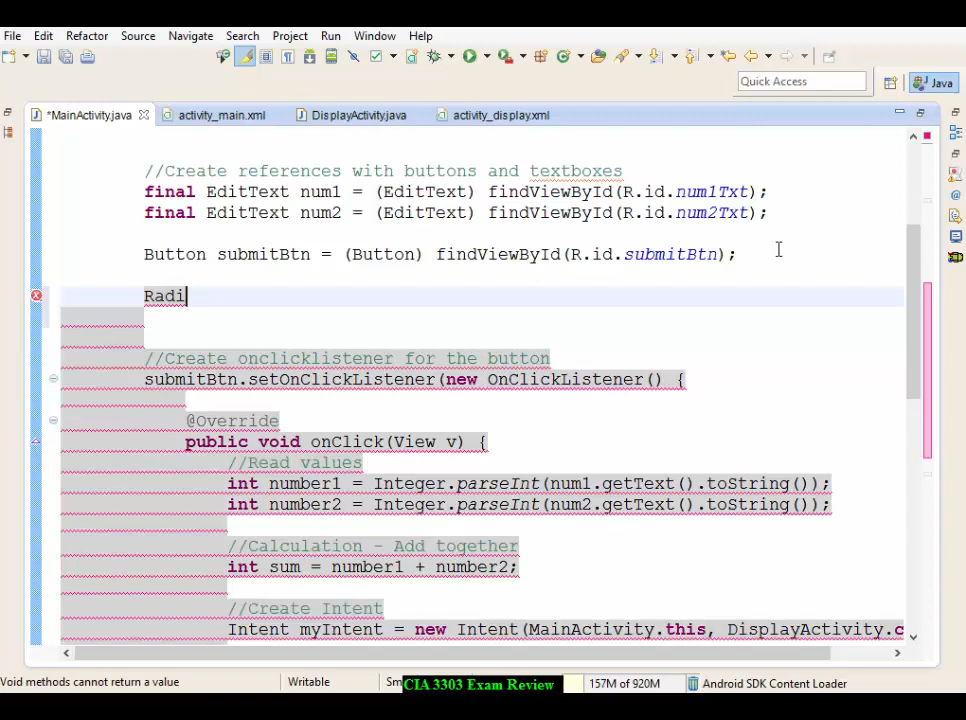 File Edit Refactor Source Navigate Search Project Run Window Help
Quick Access
Java
*MainActivity.java activity_main.xml DisplayActivity.java activity_display.xml
//Create references with buttons and textboxes
final EditText num1 = (EditText) findViewById(R.id.num1Txt);
final EditText num2 = (EditText) findViewById(R.id.num2Txt);
Button submitBtn = (Button) findViewById(R.id.submitBtn);
Radi
//Create onclicklistener for the button
submitBtn.setOnClickListener(new OnClickListener() {
@Override
public void onClick(View v) {
//Read values
int number1 = Integer.parseInt(num1.getText().toString());
int number2 = Integer.parseInt(num2.getText().toString());
//Calculation - Add together
int sum = number1 + number2;
//Create Intent
Intent myIntent = new Intent(MainActivity.this, DisplayActivity.c
Void methods cannot return a value Writable Sm CIA 3303 Exam Review 157M of 920M Android SDK Content Loader